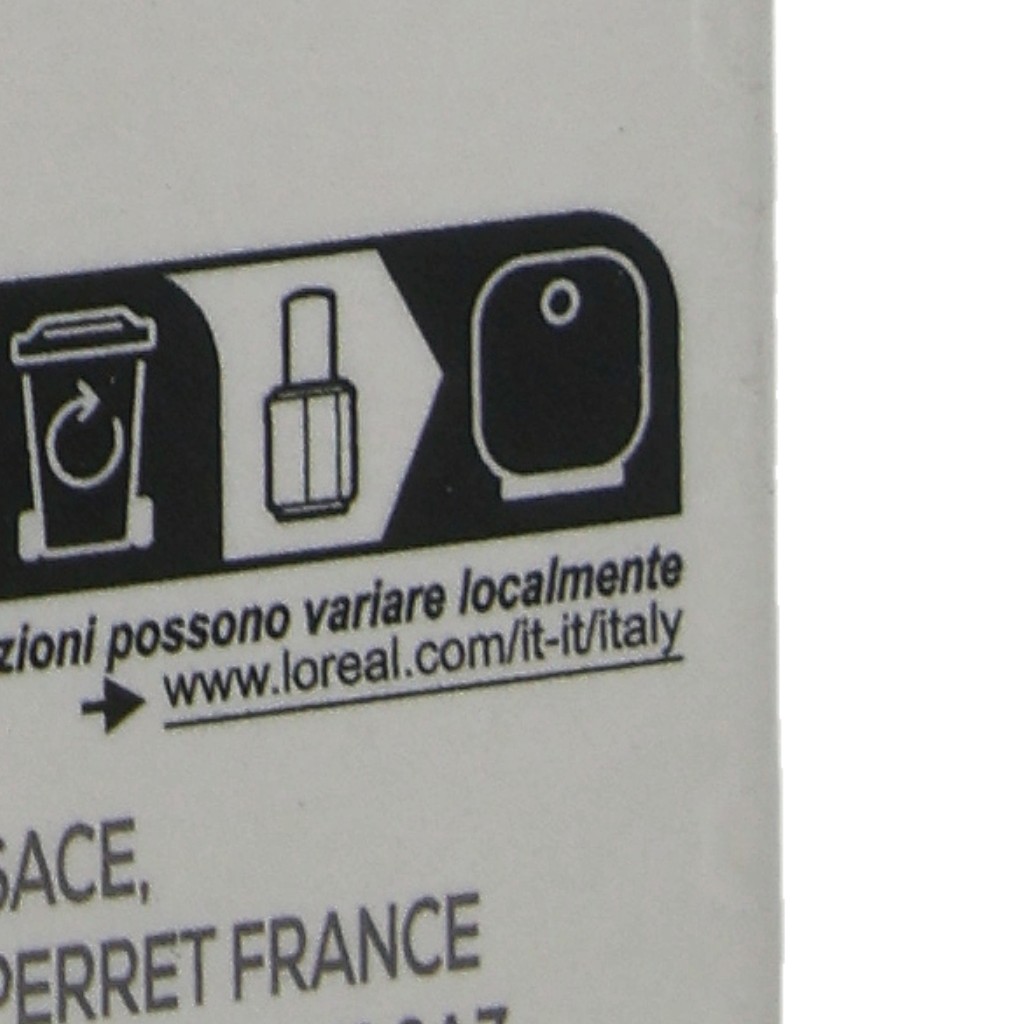 zioni possono variare localmente
www.loreal.com/it-it/italy
SACE,
PERRET FRANCE